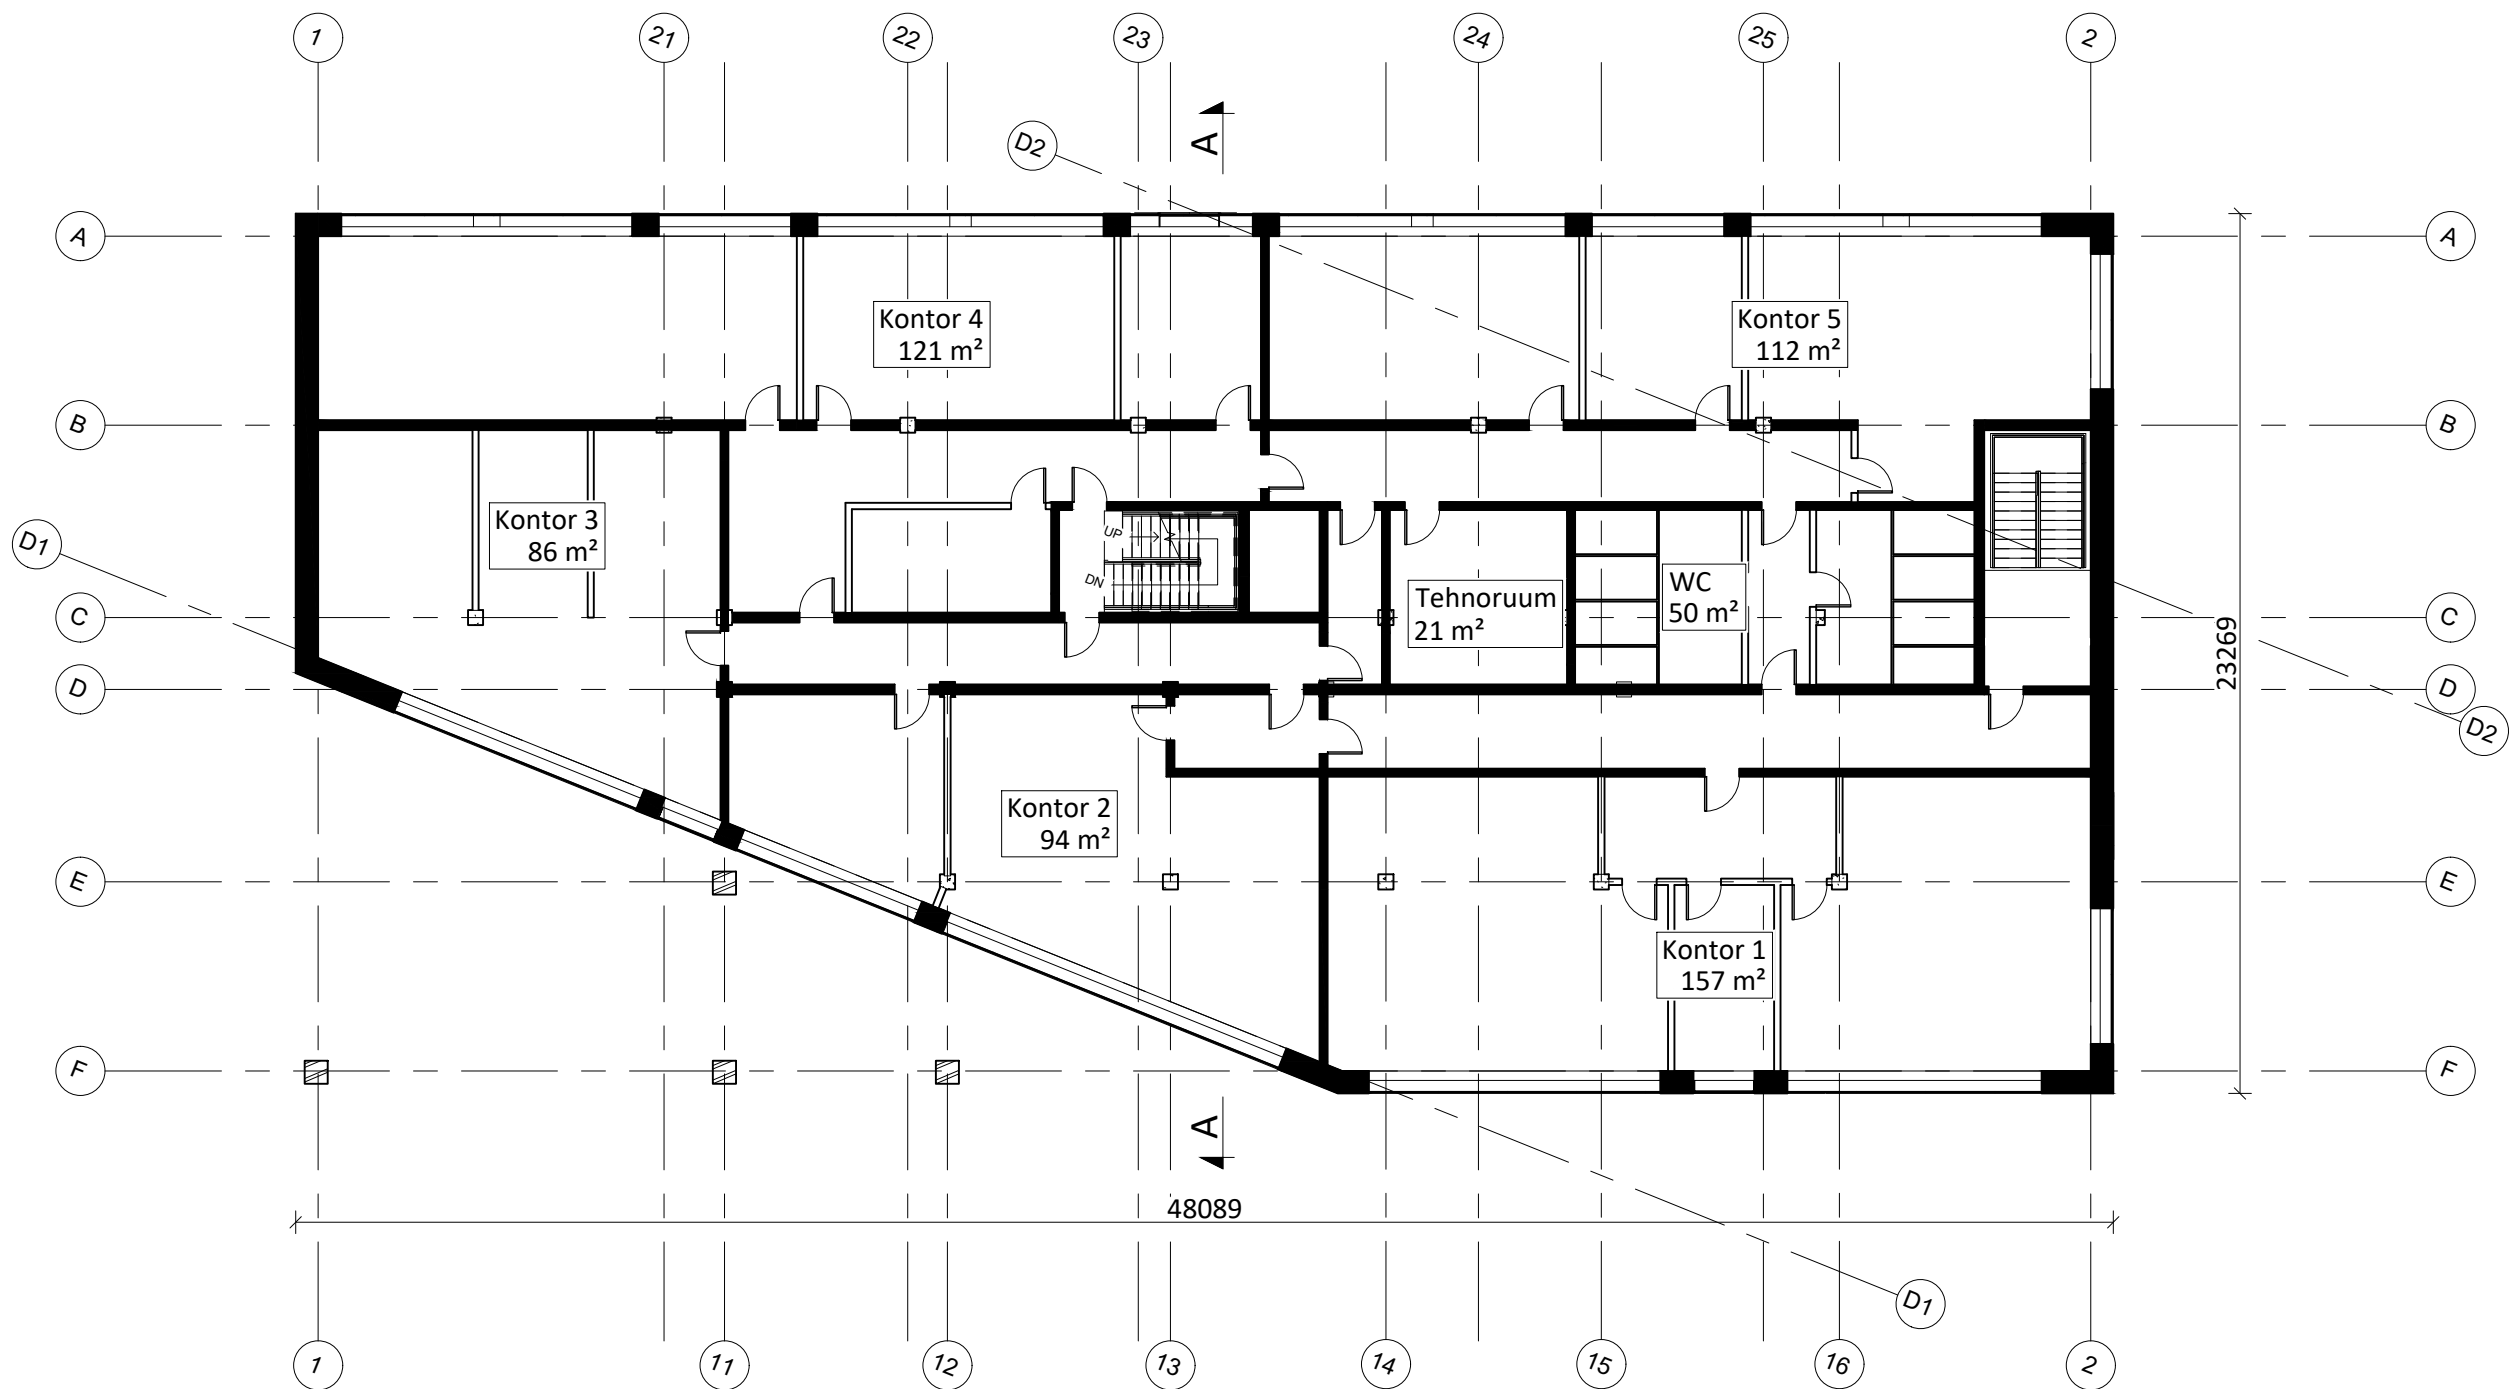 1 21 22 23 24 25 2
A
D2
A A
Kontor 4
121 m²
Kontor 5
112 m²
B B
Kontor 3
86 m²
UP
DN
D1
WC
50 m²
Tehnoruum
21 m²
C C
23269
D D
D2
Kontor 2
94 m²
E E
Kontor 1
157 m²
F F
A
48089
D1
1 11 12 13 14 15 16 2